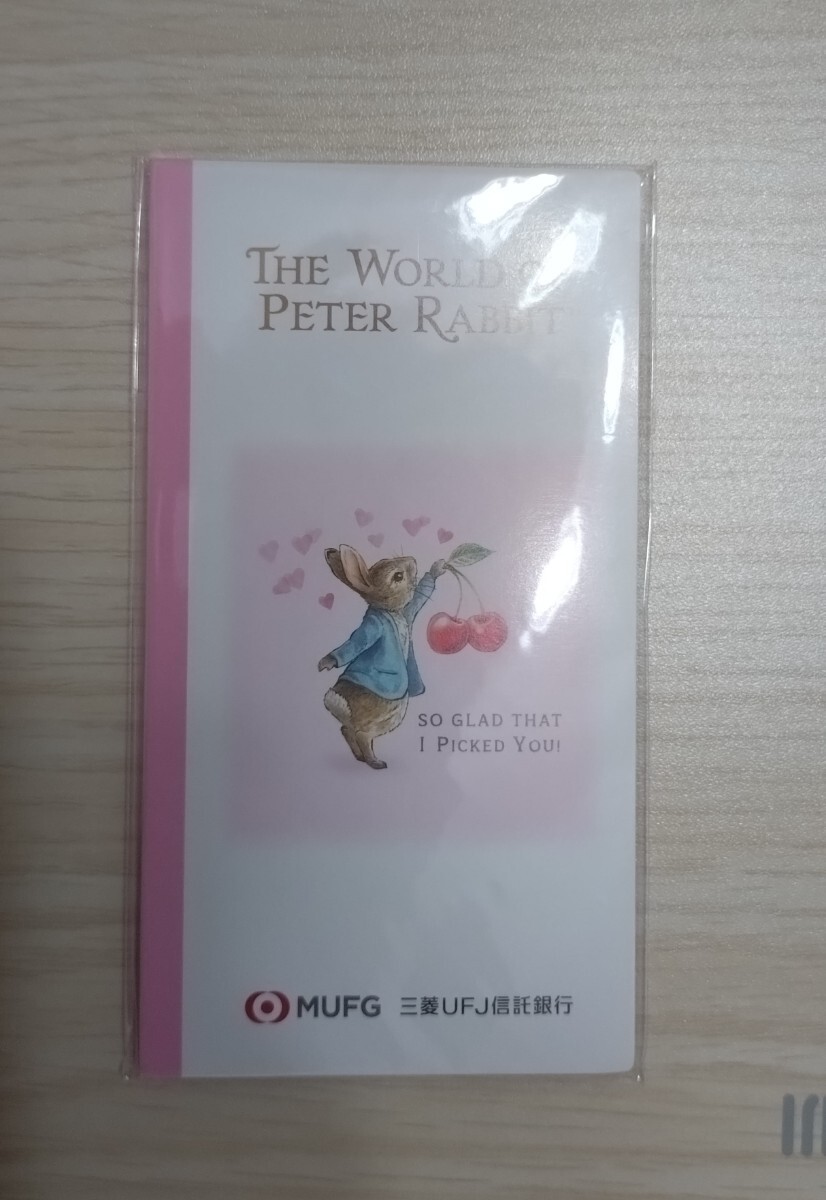 THE WORLD OF
PETER RABBIT
SO GLAD THAT
I PICKED YOU!
MUFG 三菱UFJ信託銀行